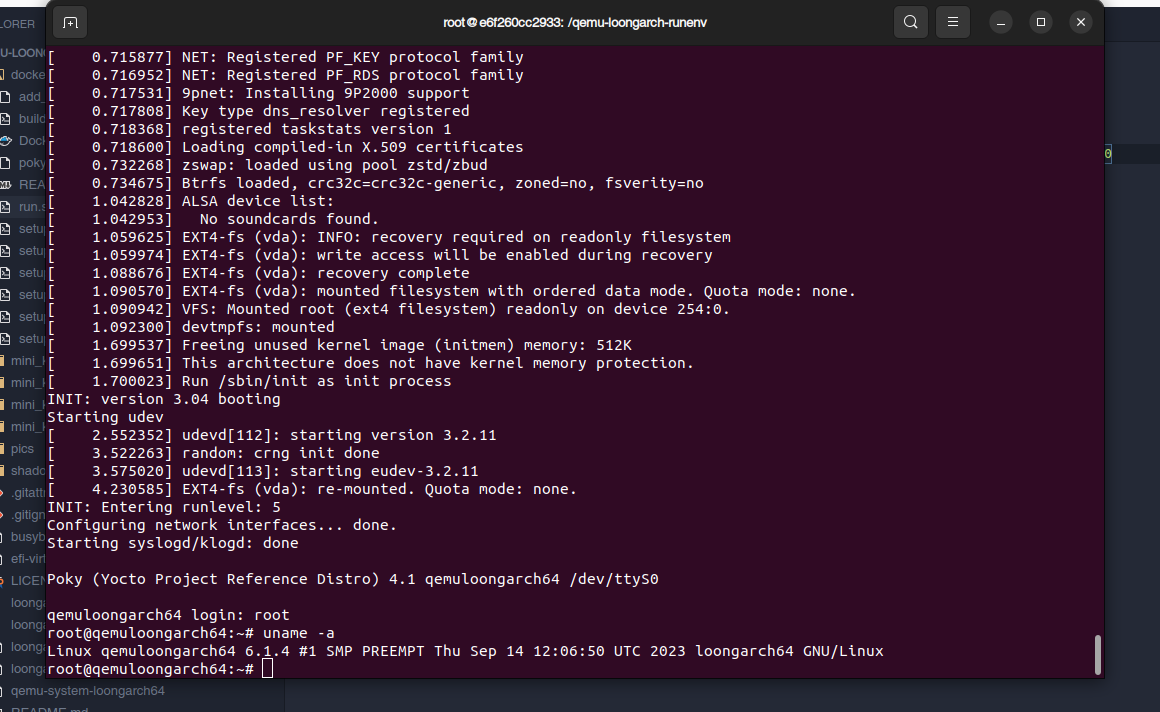 root@e6f260cc2933: /qemu-loongarch-runenv
[    0.715877] NET: Registered PF_KEY protocol family
[    0.716952] NET: Registered PF_RDS protocol family
[    0.717531] 9pnet: Installing 9P2000 support
[    0.717808] Key type dns_resolver registered
[    0.718368] registered taskstats version 1
[    0.718600] Loading compiled-in X.509 certificates
[    0.732268] zswap: loaded using pool zstd/zbud
[    0.734675] Btrfs loaded, crc32c=crc32c-generic, zoned=no, fsverity=no
[    1.042828] ALSA device list:
[    1.042953]   No soundcards found.
[    1.059625] EXT4-fs (vda): INFO: recovery required on readonly filesystem
[    1.059974] EXT4-fs (vda): write access will be enabled during recovery
[    1.088676] EXT4-fs (vda): recovery complete
[    1.090570] EXT4-fs (vda): mounted filesystem with ordered data mode. Quota mode: none.
[    1.090942] VFS: Mounted root (ext4 filesystem) readonly on device 254:0.
[    1.092300] devtmpfs: mounted
[    1.699537] Freeing unused kernel image (initmem) memory: 512K
[    1.699651] This architecture does not have kernel memory protection.
[    1.700023] Run /sbin/init as init process
INIT: version 3.04 booting
Starting udev
[    2.552352] udevd[112]: starting version 3.2.11
[    3.522263] random: crng init done
[    3.575020] udevd[113]: starting eudev-3.2.11
[    4.230585] EXT4-fs (vda): re-mounted. Quota mode: none.
INIT: Entering runlevel: 5
Configuring network interfaces... done.
Starting syslogd/klogd: done
Poky (Yocto Project Reference Distro) 4.1 qemuloongarch64 /dev/ttyS0
qemuloongarch64 login: root
root@qemuloongarch64:~# uname -a
Linux qemuloongarch64 6.1.4 #1 SMP PREEMPT Thu Sep 14 12:06:50 UTC 2023 loongarch64 GNU/Linux
root@qemuloongarch64:~#
LORER
U-LOON
docke
add_
build
Dock
poky
REA
run.s
setu
setu
setu
setu
setu
setu
mini_k
mini_k
mini_k
mini_k
pics
shado
.gitatt
.gitign
busyb
efi-virt
LICEN
loonga
loonga
loonga
loonga
qemu-system-loongarch64
README.md
0